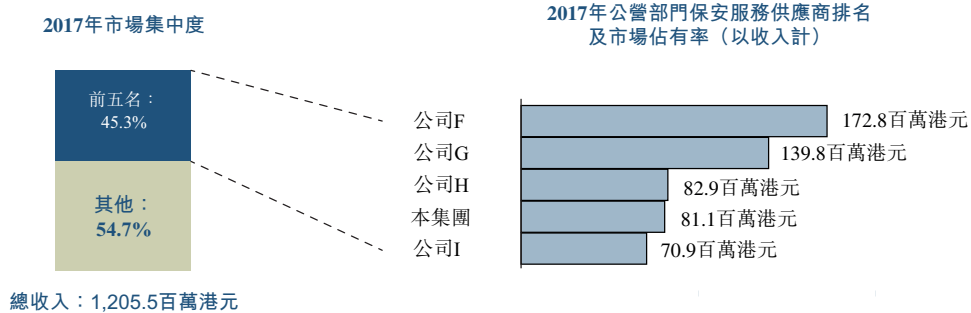 2017年市場集中度
前五名：
45.3%
其他：
54.7%
總收入：1,205.5百萬港元
2017年公營部門保安服務供應商排名
及市場佔有率（以收入計）
公司F 172.8百萬港元
公司G 139.8百萬港元
公司H 82.9百萬港元
本集團 81.1百萬港元
公司I 70.9百萬港元